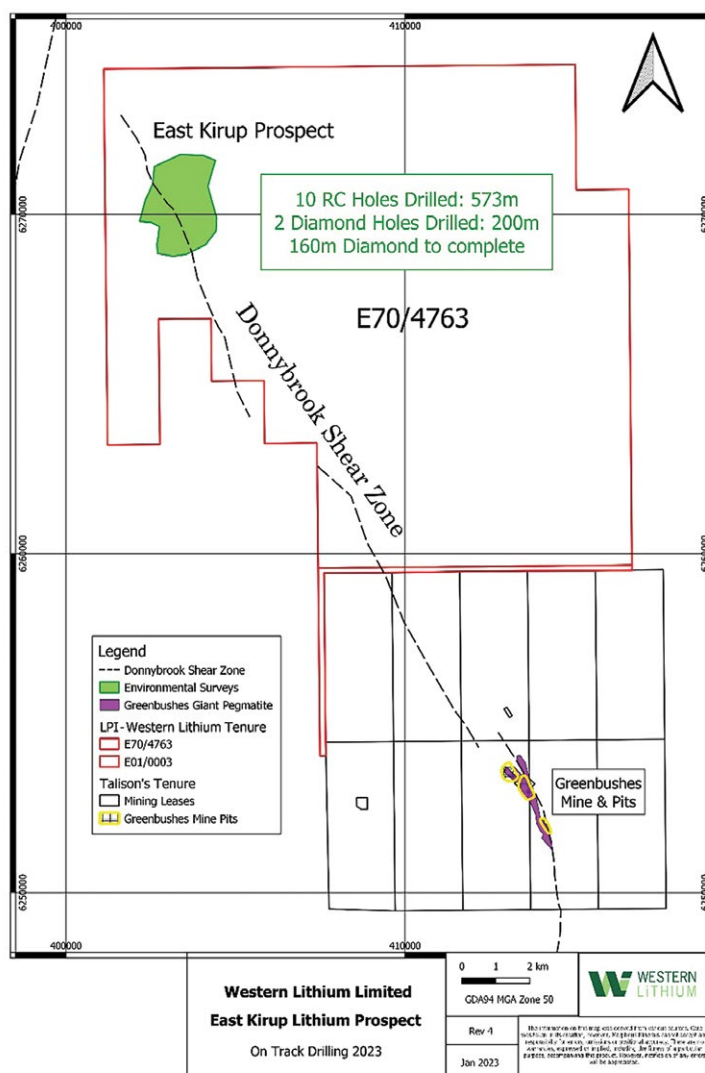 400000
410000
East Kirup Prospect
10 RC Holes Drilled: 573m
2 Diamond Holes Drilled: 200m
160m Diamond to complete
6270000
6270000
E70/4763
Donnybrook Shear Zone
6260000
6260000
Legend
Donnybrook Shear Zone
Environmental Surveys
Greenbushes Giant Pegmatite
LPI-Western Lithium Tenure
E70/4763
E01/0003
Talison's Tenure
Mining Leases
Greenbushes Mine Pits
Greenbushes
Mine & Pits
6250000
6250000
400000
410000
Western Lithium Limited
East Kirup Lithium Prospect
On Track Drilling 2023
0 1 2 km
GDA94 MGA Zone 50
Rev 4
Jan 2023
WESTERN
LITHIUM